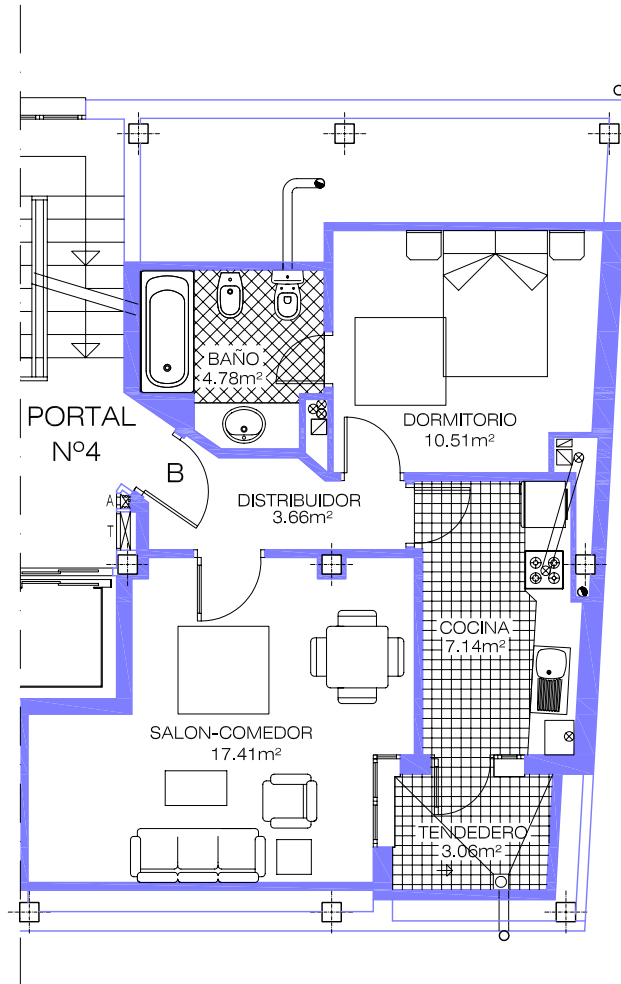 BAÑO
4.78m²
PORTAL
Nº4
DORMITORIO
10.51m²
B
A
T
DISTRIBUIDOR
3.66m²
COCINA
7.14m²
SALON-COMEDOR
17.41m²
TENDEDERO
3.06m²